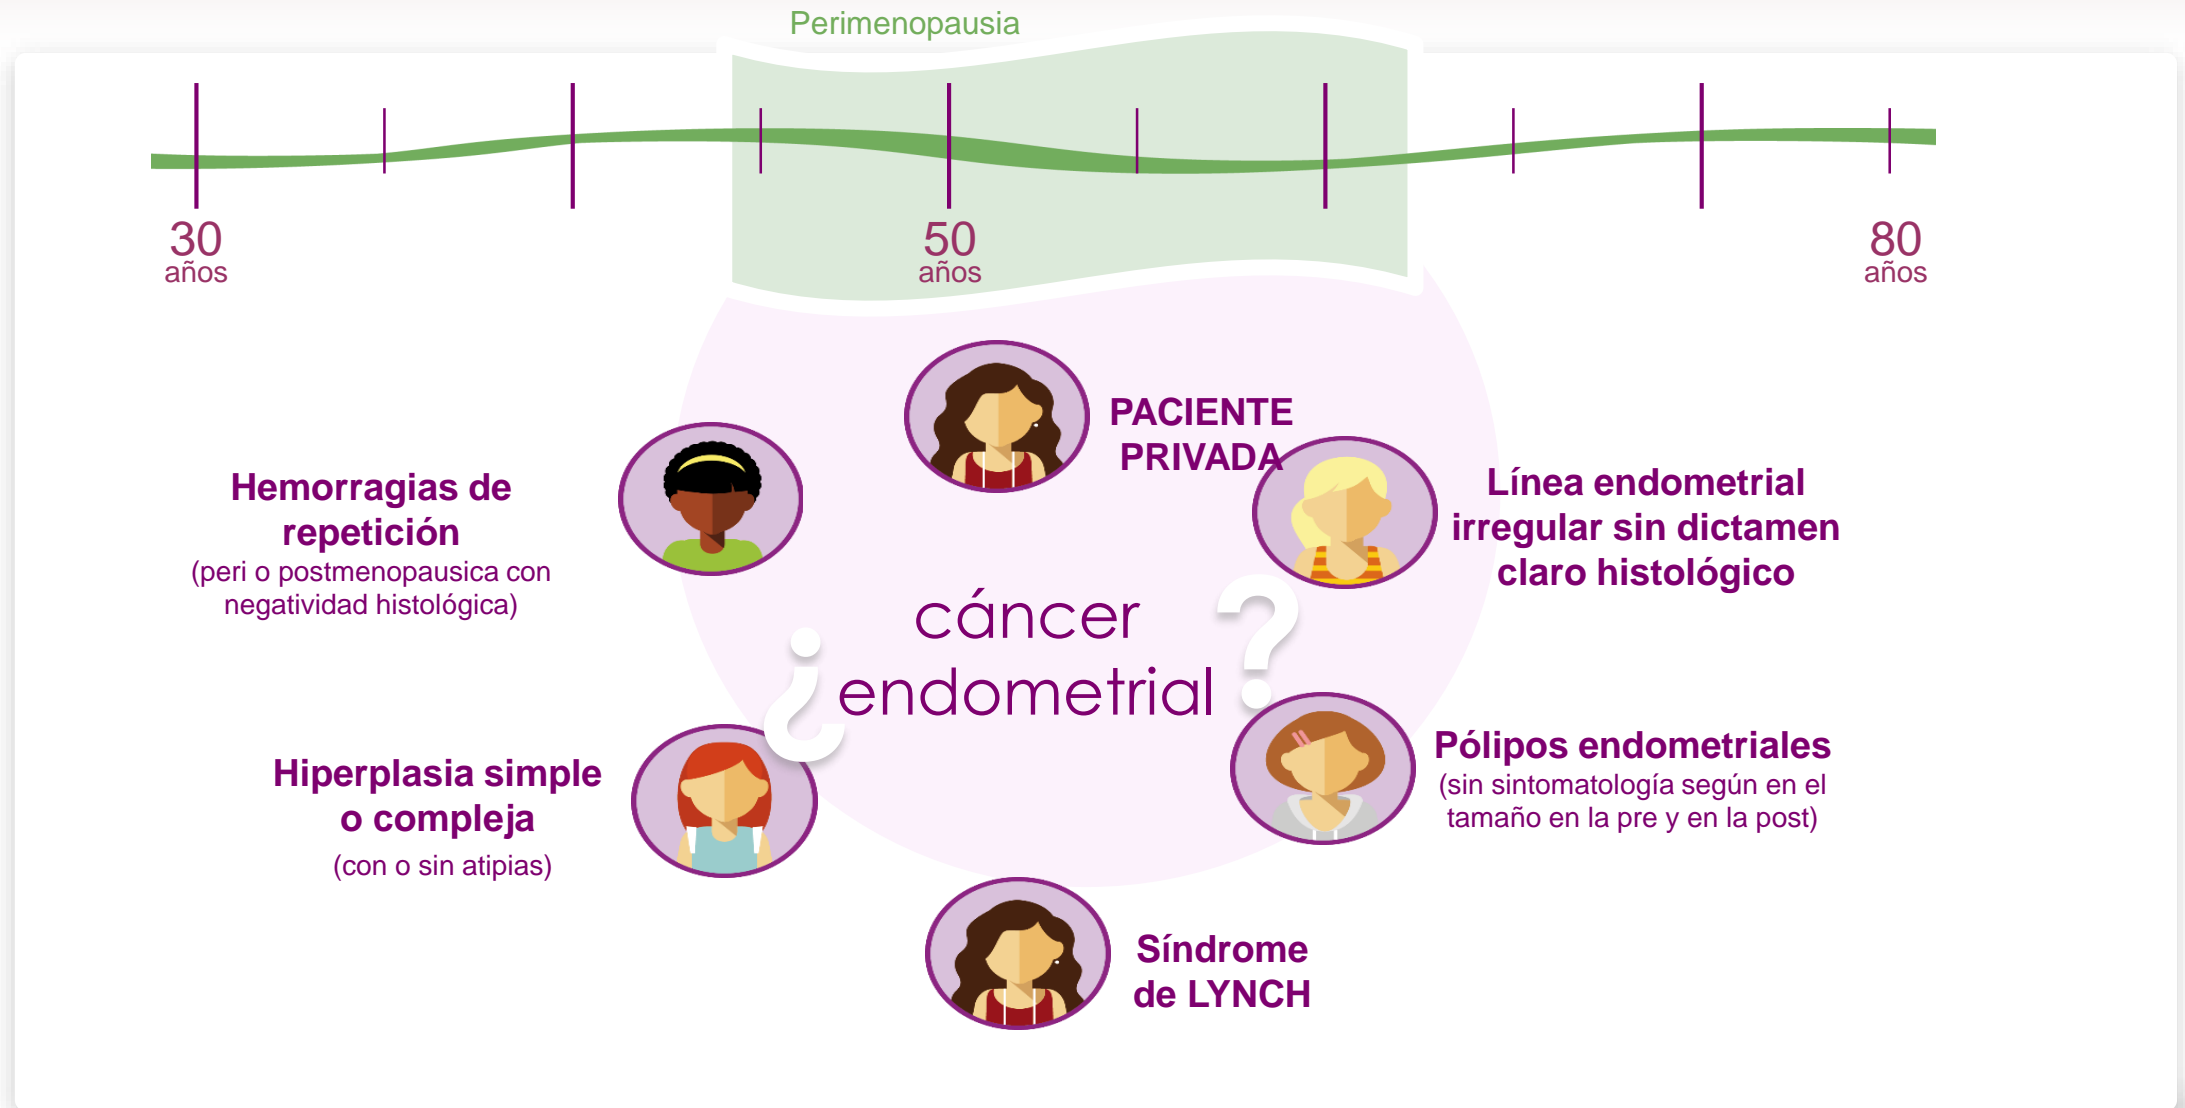 Perimenopausia
30
años
50
años
80
años
PACIENTE
PRIVADA
Hemorragias de
repetición
(peri o postmenopausica con
negatividad histológica)
Línea endometrial
irregular sin dictamen
claro histológico
¿
cáncer
endometrial
?
Hiperplasia simple
o compleja
(con o sin atipias)
Pólipos endometriales
(sin sintomatología según en el
tamaño en la pre y en la post)
Síndrome
de LYNCH